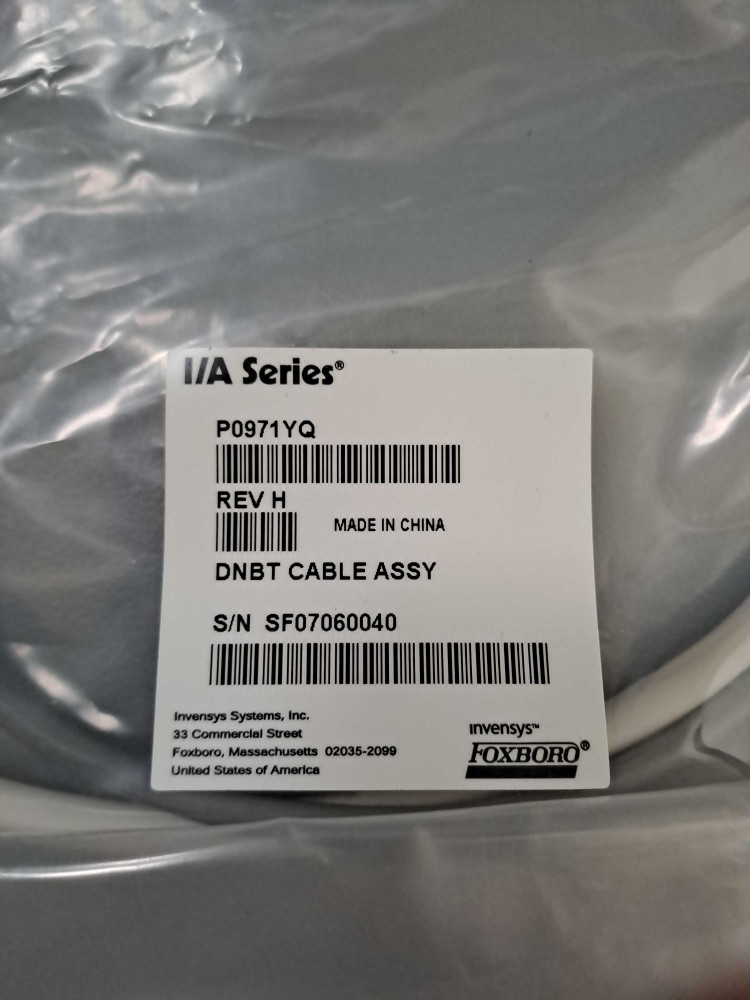 I/A Series®
P0971YQ
REV H
MADE IN CHINA
DNBT CABLE ASSY
S/N SF07060040
Invensys Systems, Inc.
33 Commercial Street
Foxboro, Massachusetts 02035-2099
United States of America
invensys™
FOXBORO®